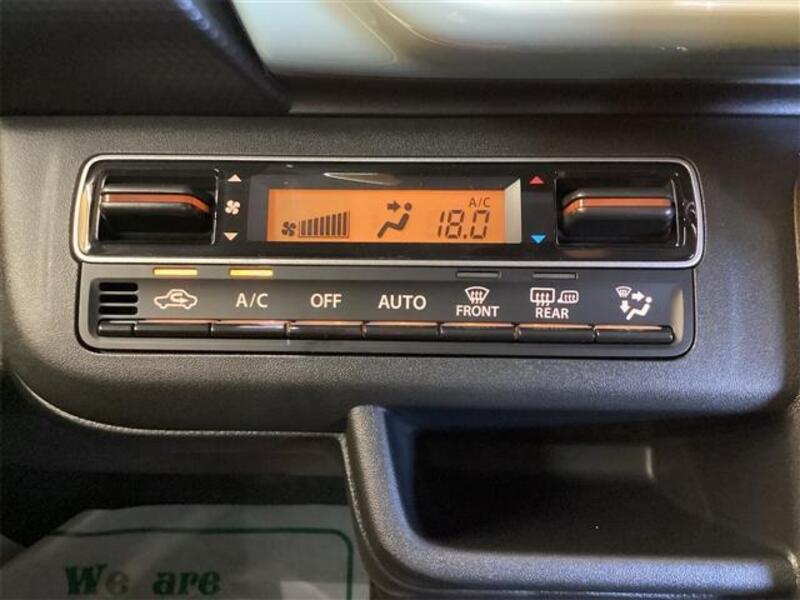 A/C
18.0
A/C OFF AUTO FRONT REAR
We are